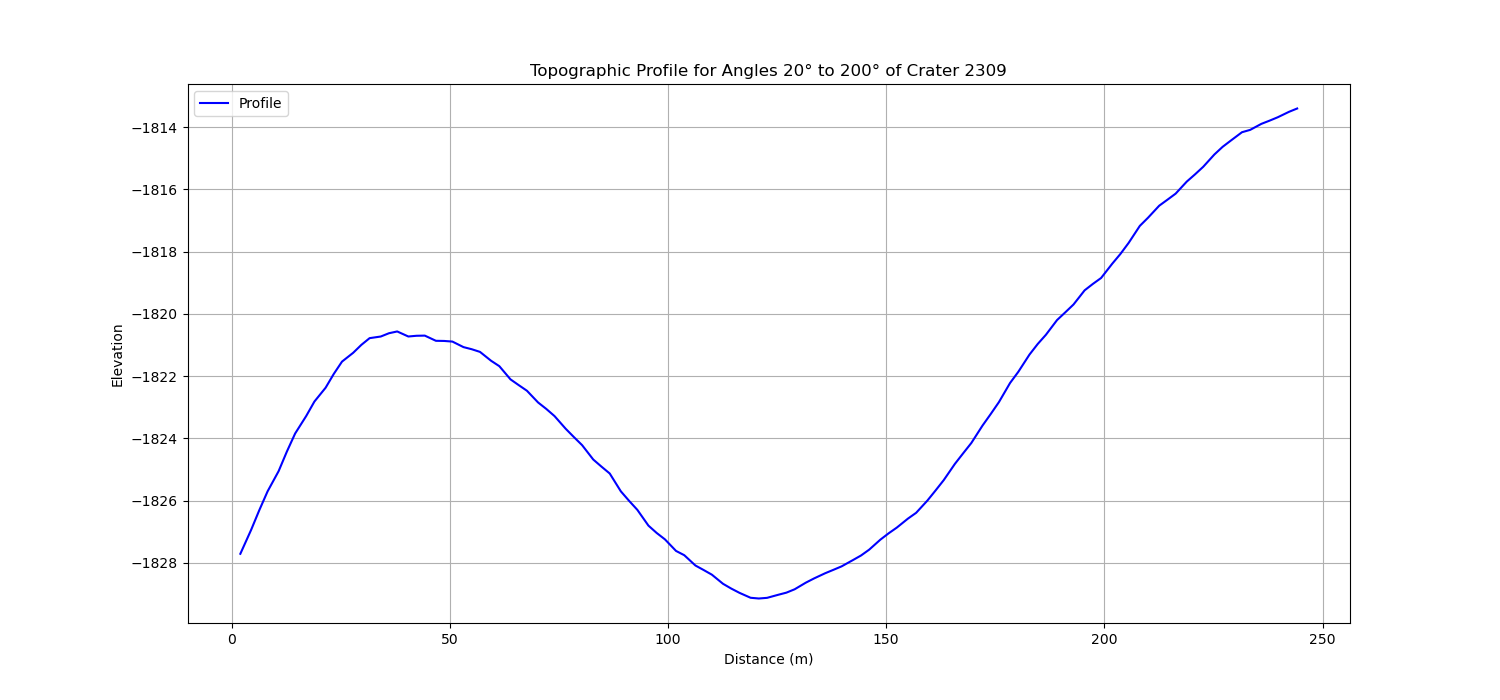 Topographic Profile for Angles 20° to 200° of Crater 2309
Profile
−1814
−1816
−1818
−1820
−1822
−1824
−1826
−1828
Elevation
0 50 100 150 200 250
Distance (m)